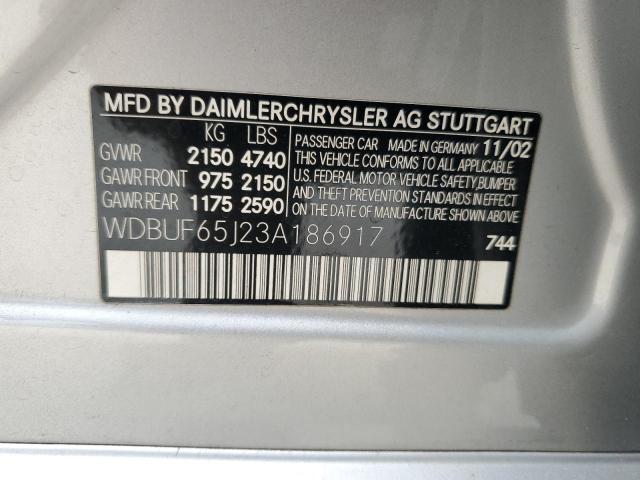 MFD BY DAIMLERCHRYSLER AG STUTTGART
KG LBS
GVWR 2150 4740
GAWR FRONT 975 2150
GAWR REAR 1175 2590
PASSENGER CAR MADE IN GERMANY 11/02
THIS VEHICLE CONFORMS TO ALL APPLICABLE
U.S. FEDERAL MOTOR VEHICLE SAFETY, BUMPER
AND THEFT PREVENTION STANDARDS IN EFFECT
ON THE DATE OF MANUFACTURE SHOWN ABOVE.
WDBUF65J23A186917
744